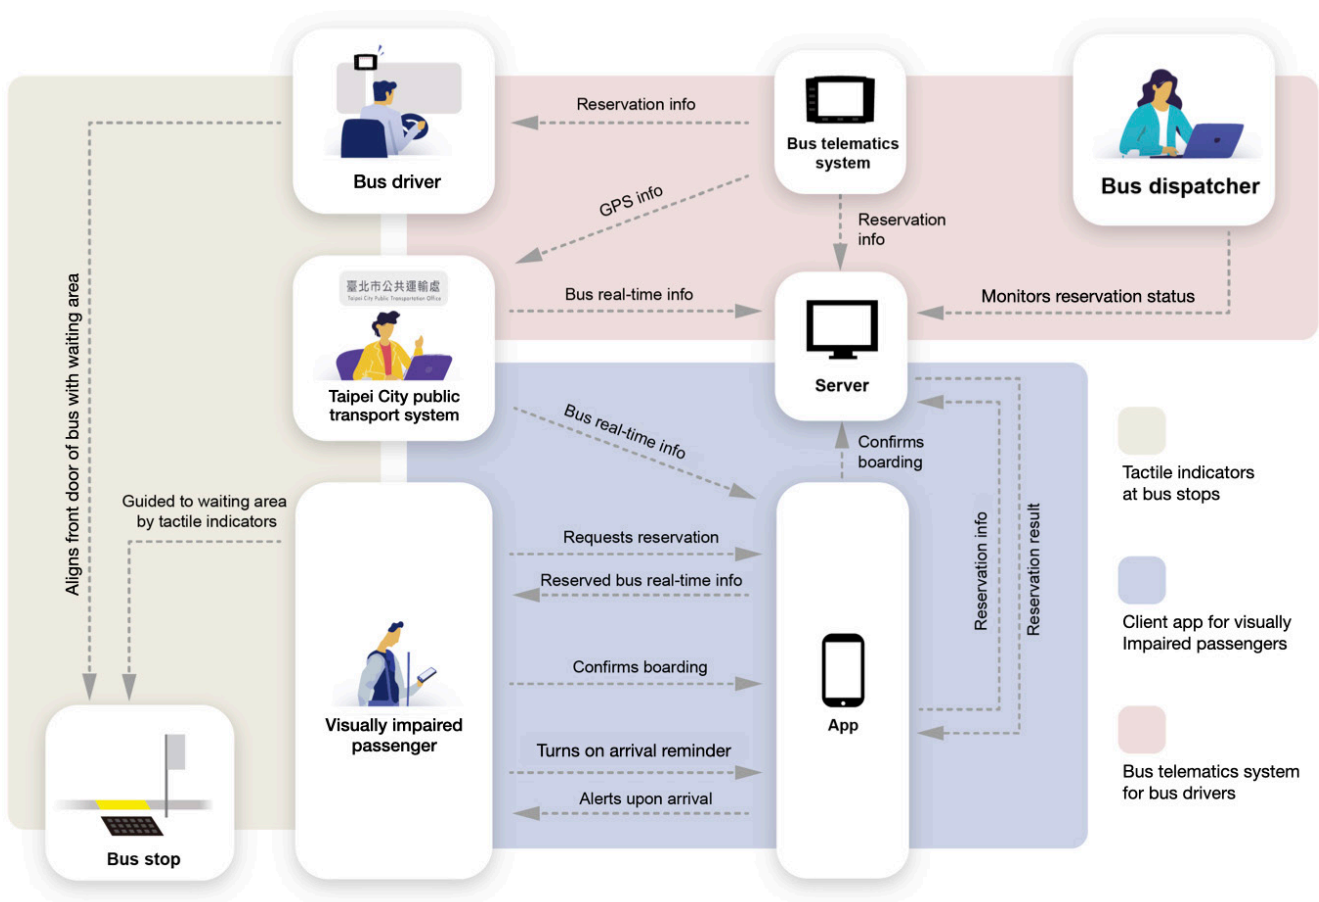 Reservation info
Bus telematics
system
Bus driver
Bus dispatcher
GPS info
Reservation
info
臺北市公共運輸處
Taipei City Public Transportation Office
Bus real-time info
Monitors reservation status
Taipei City public
transport system
Server
Bus real-time info
Confirms
boarding
Aligns front door of bus with waiting area
Guided to waiting area
by tactile indicators
Requests reservation
Reserved bus real-time info
Confirms boarding
Visually impaired
passenger
App
Turns on arrival reminder
Alerts upon arrival
Bus stop
Reservation info
Reservation result
Tactile indicators
at bus stops
Client app for visually
Impaired passengers
Bus telematics system
for bus drivers